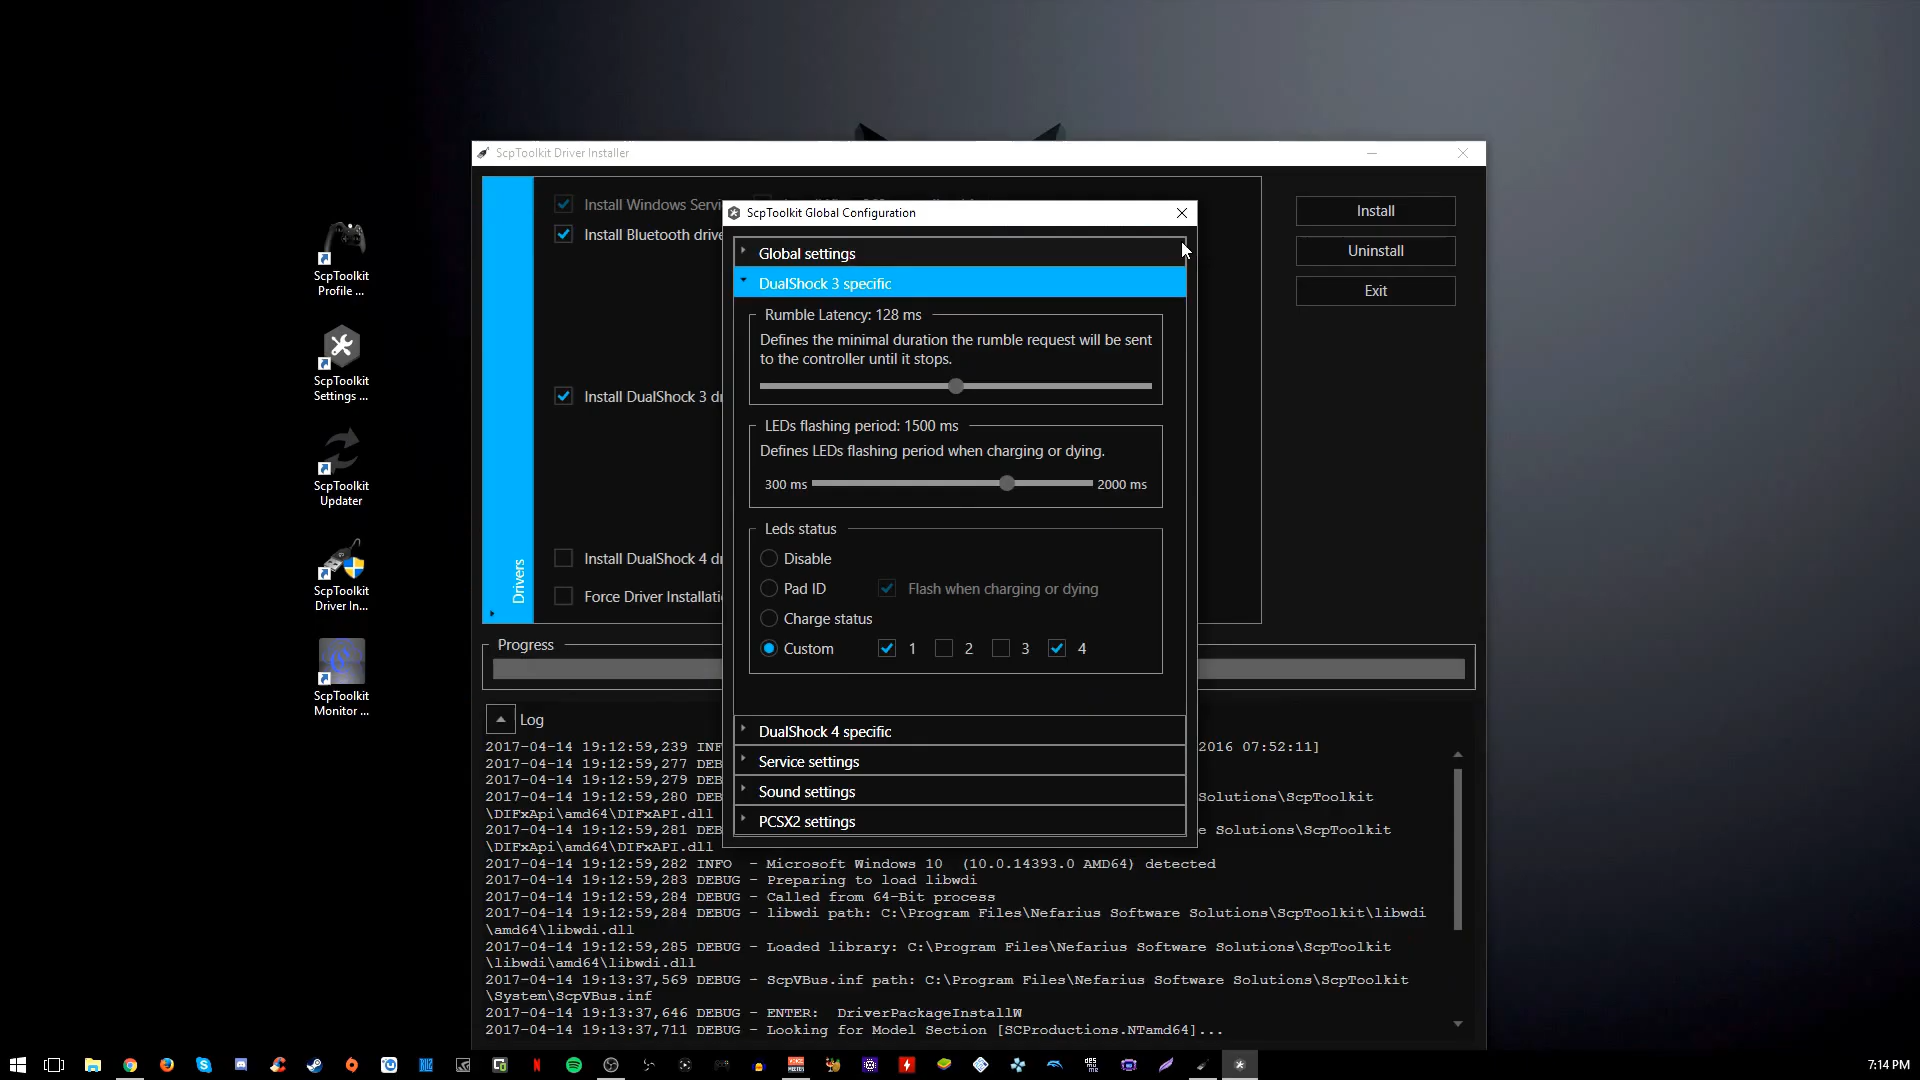 ScpToolkit Driver Installer
Install Windows Servi
Install Bluetooth drive
Install DualShock 3 dr
Install DualShock 4 dr
Force Driver Installati
Drivers
Install
Uninstall
Exit
ScpToolkit Global Configuration
Global settings
DualShock 3 specific
Rumble Latency: 128 ms
Defines the minimal duration the rumble request will be sent
to the controller until it stops.
LEDs flashing period: 1500 ms
Defines LEDs flashing period when charging or dying.
300 ms
2000 ms
Leds status
Disable
Pad ID
Flash when charging or dying
Charge status
Custom
1
2
3
4
DualShock 4 specific
Service settings
Sound settings
PCSX2 settings
ScpToolkit
Profile ...
ScpToolkit
Settings ...
ScpToolkit
Updater
ScpToolkit
Driver In...
ScpToolkit
Monitor ...
Progress
Log
2017-04-14 19:12:59,239 INF 2016 07:52:11]
2017-04-14 19:12:59,277 DEB
2017-04-14 19:12:59,279 DEB
2017-04-14 19:12:59,280 DEB Solutions\ScpToolkit
\DIFxApi\amd64\DIFxAPI.dll
2017-04-14 19:12:59,281 DEB e Solutions\ScpToolkit
\DIFxApi\amd64\DIFxAPI.dll
2017-04-14 19:12:59,282 INFO - Microsoft Windows 10 (10.0.14393.0 AMD64) detected
2017-04-14 19:12:59,283 DEBUG - Preparing to load libwdi
2017-04-14 19:12:59,284 DEBUG - Called from 64-Bit process
2017-04-14 19:12:59,284 DEBUG - libwdi path: C:\Program Files\Nefarius Software Solutions\ScpToolkit\libwdi
\amd64\libwdi.dll
2017-04-14 19:12:59,285 DEBUG - Loaded library: C:\Program Files\Nefarius Software Solutions\ScpToolkit
\libwdi\amd64\libwdi.dll
2017-04-14 19:13:37,569 DEBUG - ScpVBus.inf path: C:\Program Files\Nefarius Software Solutions\ScpToolkit
\System\ScpVBus.inf
2017-04-14 19:13:37,646 DEBUG - ENTER: DriverPackageInstallW
2017-04-14 19:13:37,711 DEBUG - Looking for Model Section [SCProductions.NTamd64]...
7:14 PM